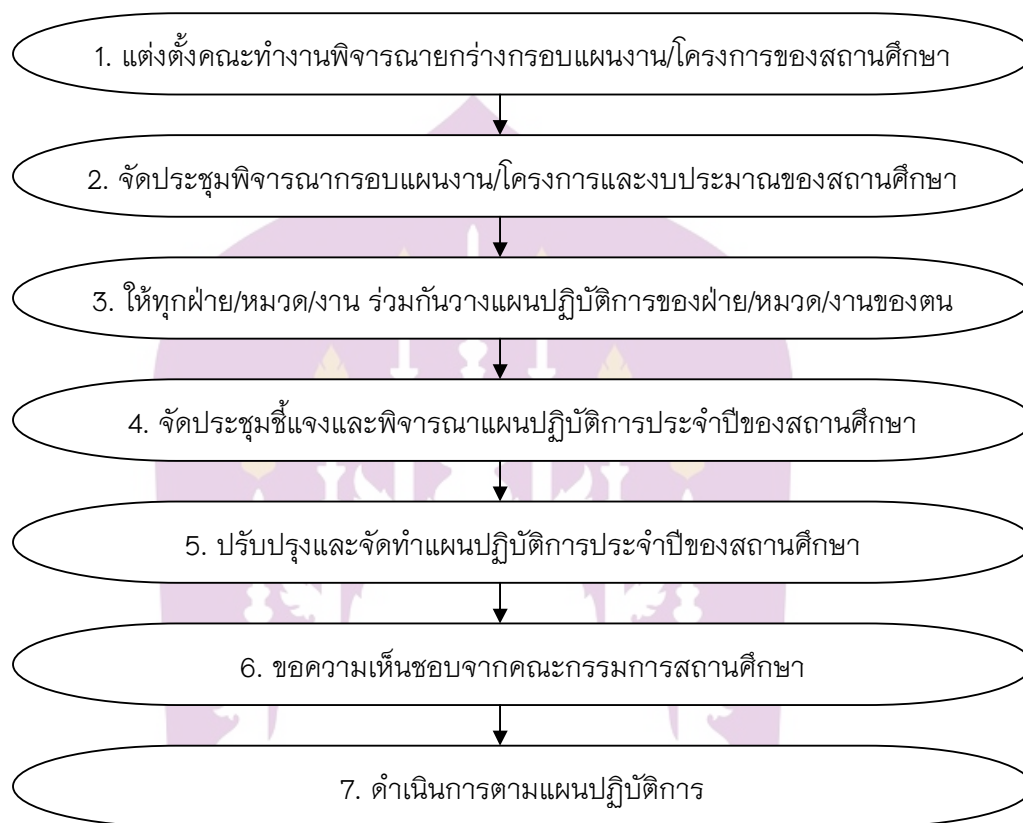 1. แต่งตั้งคณะทำงานพิจารณายกร่างกรอบแผนงาน/โครงการของสถานศึกษา
2. จัดประชุมพิจารณากรอบแผนงาน/โครงการและงบประมาณของสถานศึกษา
3. ให้ทุกฝ่าย/หมวด/งาน ร่วมกันวางแผนปฏิบัติการของฝ่าย/หมวด/งานของตน
4. จัดประชุมชี้แจงและพิจารณาแผนปฏิบัติการประจำปีของสถานศึกษา
5. ปรับปรุงและจัดทำแผนปฏิบัติการประจำปีของสถานศึกษา
6. ขอความเห็นชอบจากคณะกรรมการสถานศึกษา
7. ดำเนินการตามแผนปฏิบัติการ